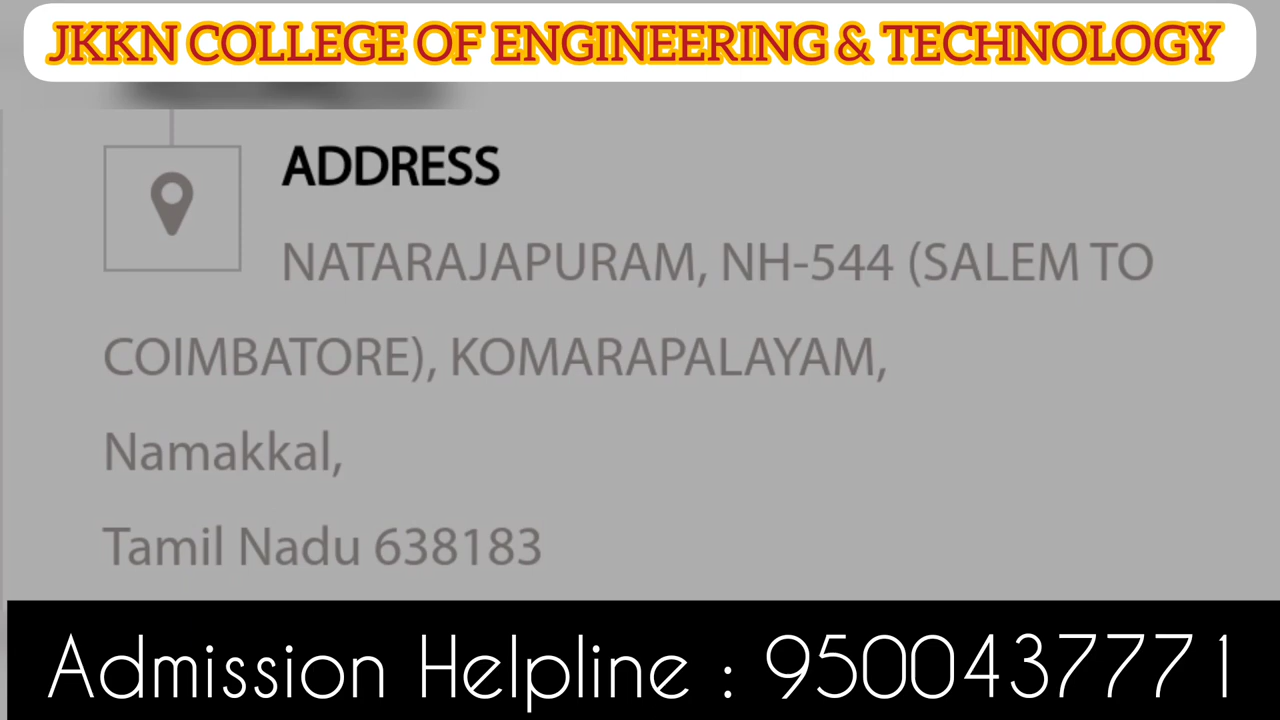 JKKN COLLEGE OF ENGINEERING & TECHNOLOGY
ADDRESS
NATARAJAPURAM, NH-544 (SALEM TO
COIMBATORE), KOMARAPALAYAM,
Namakkal,
Tamil Nadu 638183
Admission Helpline : 9500437771